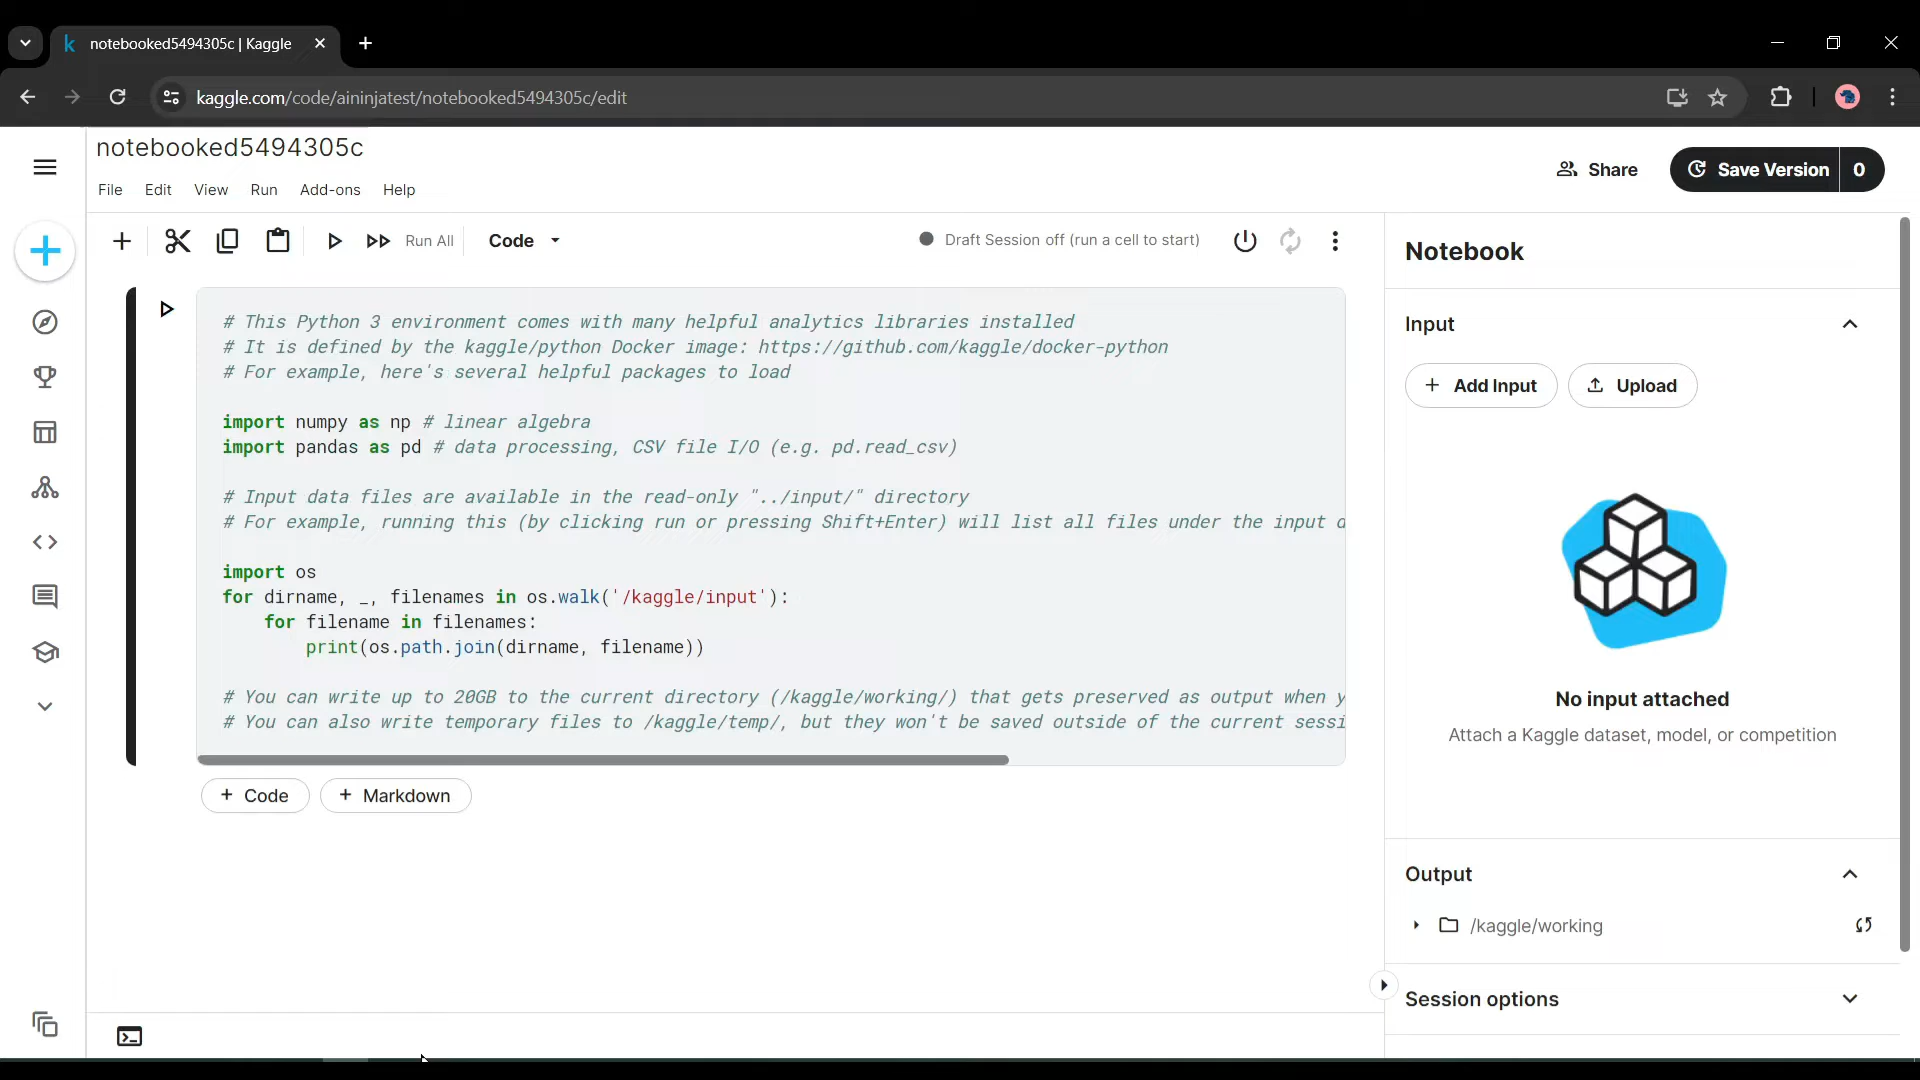 notebooked5494305c | Kaggle
kaggle.com/code/aininjatest/notebooked5494305c/edit
notebooked5494305c
File Edit View Run Add-ons Help
Share
Save Version 0
Run All Code
Draft Session off (run a cell to start)
# This Python 3 environment comes with many helpful analytics libraries installed
# It is defined by the kaggle/python Docker image: https://github.com/kaggle/docker-python
# For example, here's several helpful packages to load
import numpy as np # linear algebra
import pandas as pd # data processing, CSV file I/O (e.g. pd.read_csv)
# Input data files are available in the read-only "../input/" directory
# For example, running this (by clicking run or pressing Shift+Enter) will list all files under the input d
import os
for dirname, _, filenames in os.walk('/kaggle/input'):
for filename in filenames:
print(os.path.join(dirname, filename))
# You can write up to 20GB to the current directory (/kaggle/working/) that gets preserved as output when y
# You can also write temporary files to /kaggle/temp/, but they won't be saved outside of the current sessi
+ Code + Markdown
Notebook
Input
+ Add Input Upload
No input attached
Attach a Kaggle dataset, model, or competition
Output
/kaggle/working
Session options